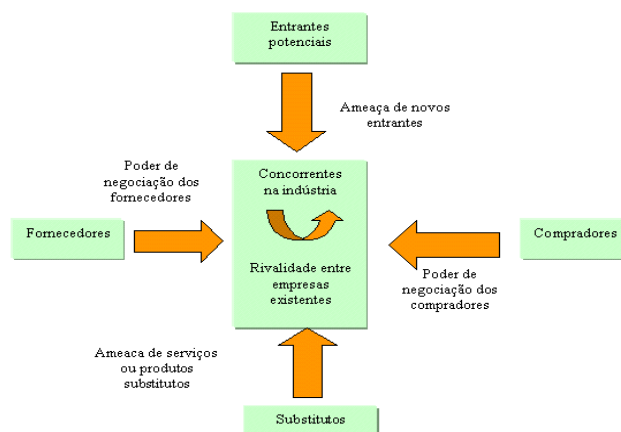 Entrantes
potenciais
Ameaça de novos
entrantes
Poder de
negociação dos
fornecedores
Concorrentes
na indústria
Fornecedores
Compradores
Rivalidade entre
empresas
existentes
Poder de
negociação dos
compradores
Ameaca de serviços
ou produtos
substitutos
Substitutos